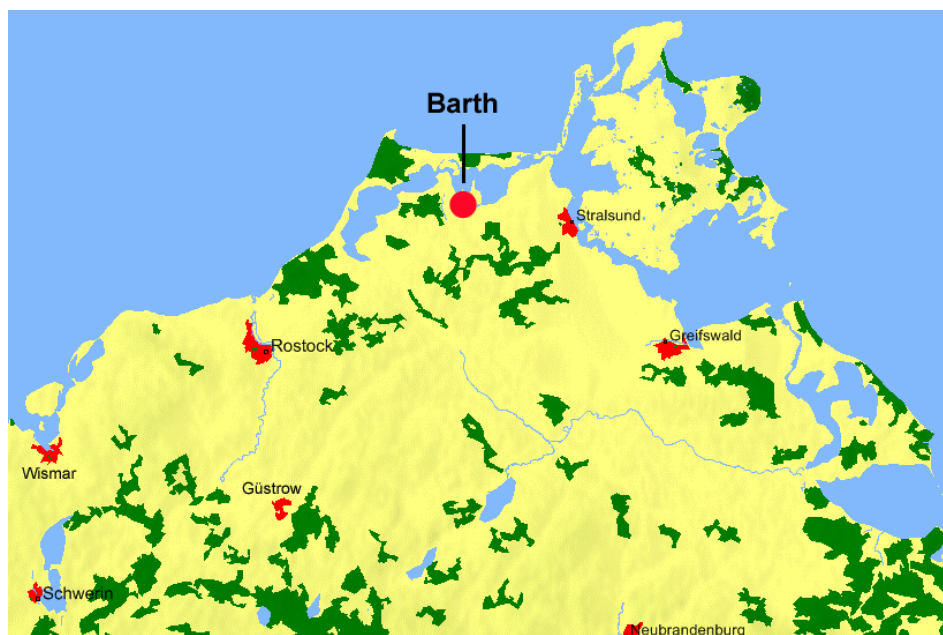 Barth
Stralsund
Rostock
Greifswald
Wismar
Güstrow
Schwerin
Neubrandenburg